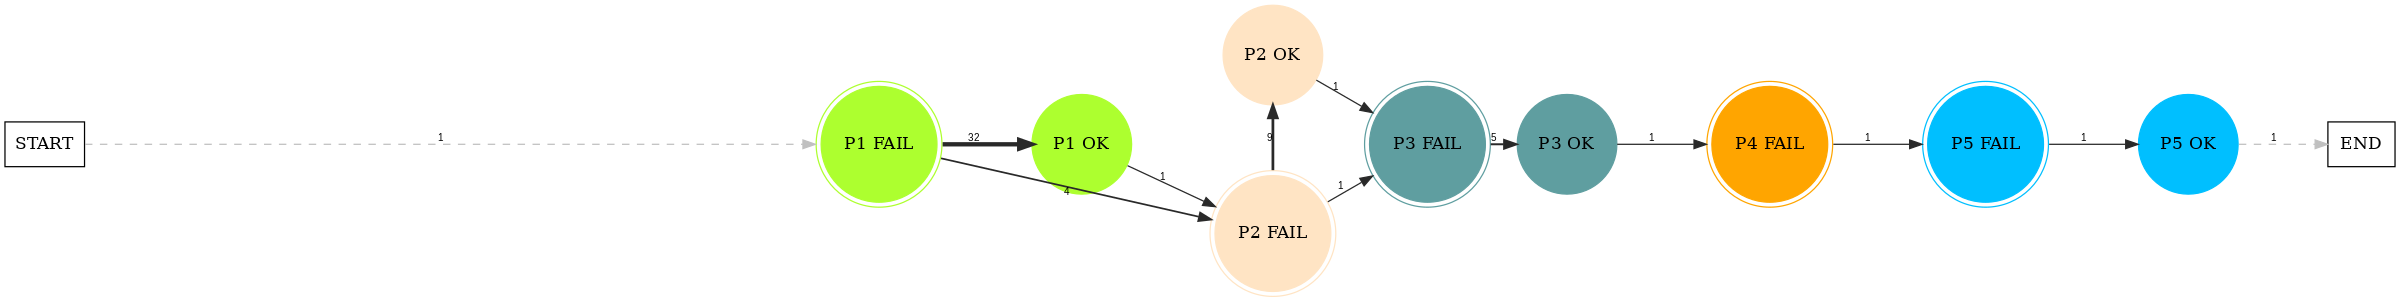 START
1
P1 FAIL
32
4
P1 OK
1
P2 OK
9
P2 FAIL
1
1
P3 FAIL
5
P3 OK
1
P4 FAIL
1
P5 FAIL
1
P5 OK
1
END